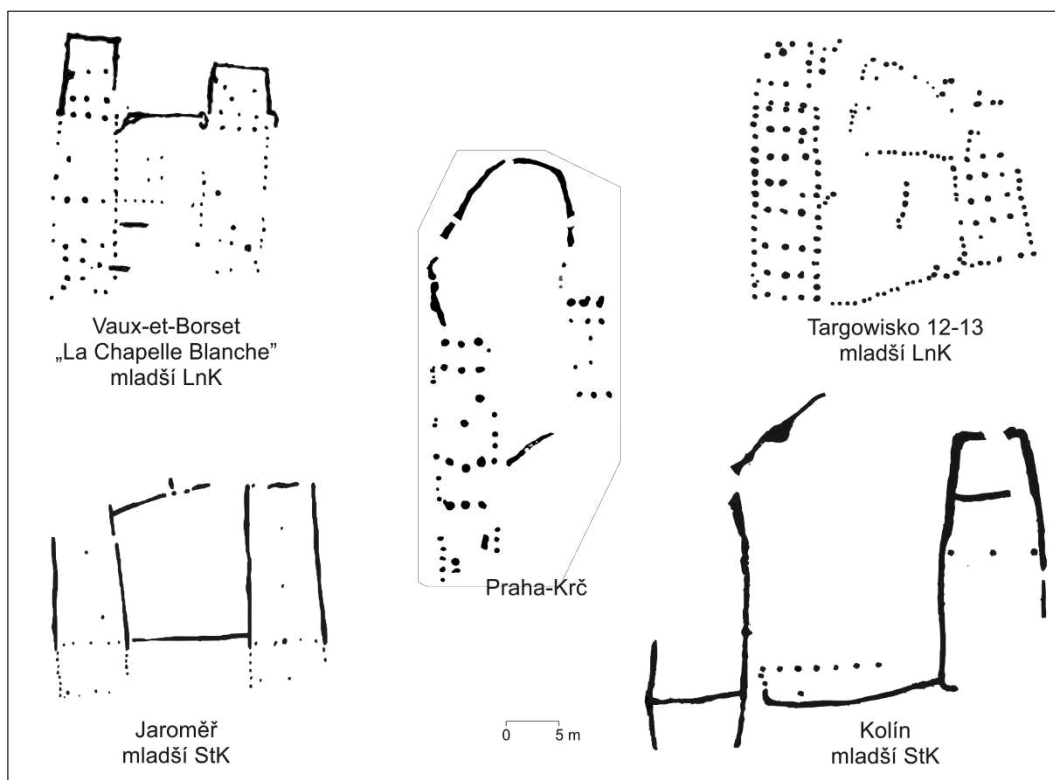 Vaux-et-Borset
„La Chapelle Blanche”
mladší LnK
Targowisko 12-13
mladší LnK
Praha-Krč
Jaroměř
mladší StK
0 5 m
Kolín
mladší StK